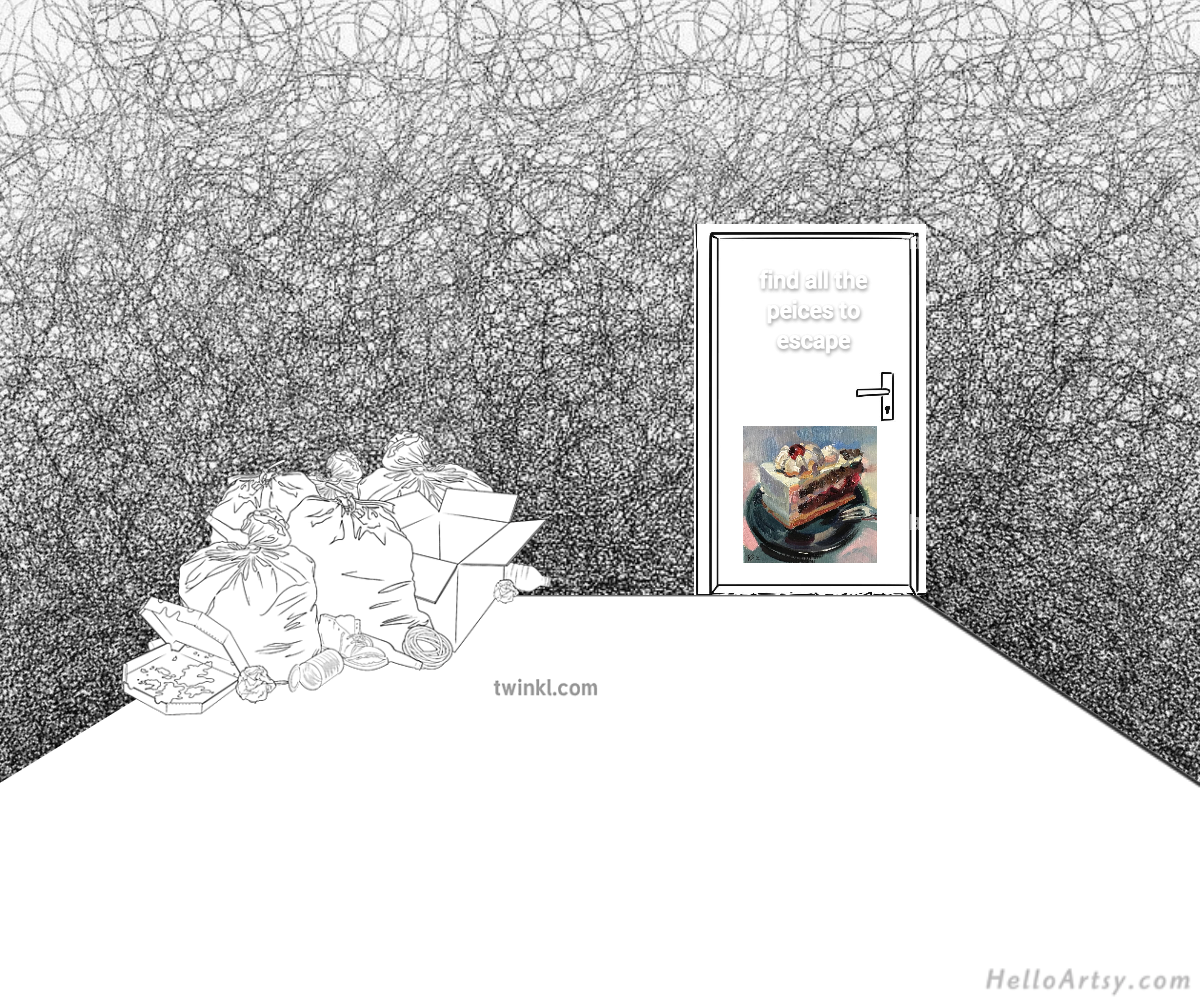 find all the
peices to
escape
twinkl.com
HelloArtsy.com